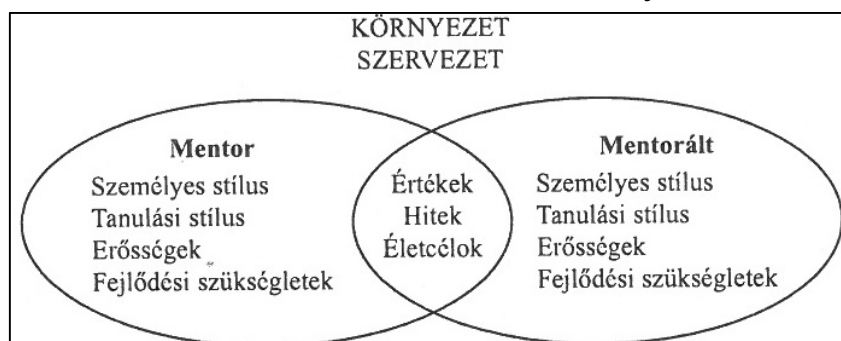 KÖRNYEZET
SZERVEZET
Mentor
Személyes stílus
Tanulási stílus
Erősségek
Fejlődési szükségletek
Értékek
Hitek
Életcélok
Mentorált
Személyes stílus
Tanulási stílus
Erősségek
Fejlődési szükségletek